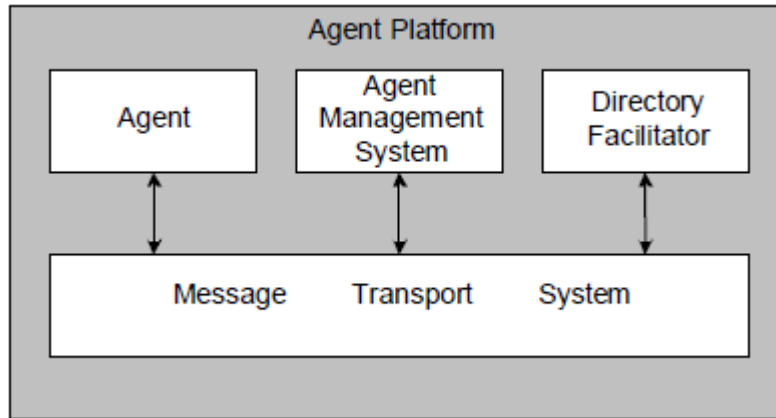 Agent Platform
Agent
Agent
Management
System
Directory
Facilitator
Message Transport System